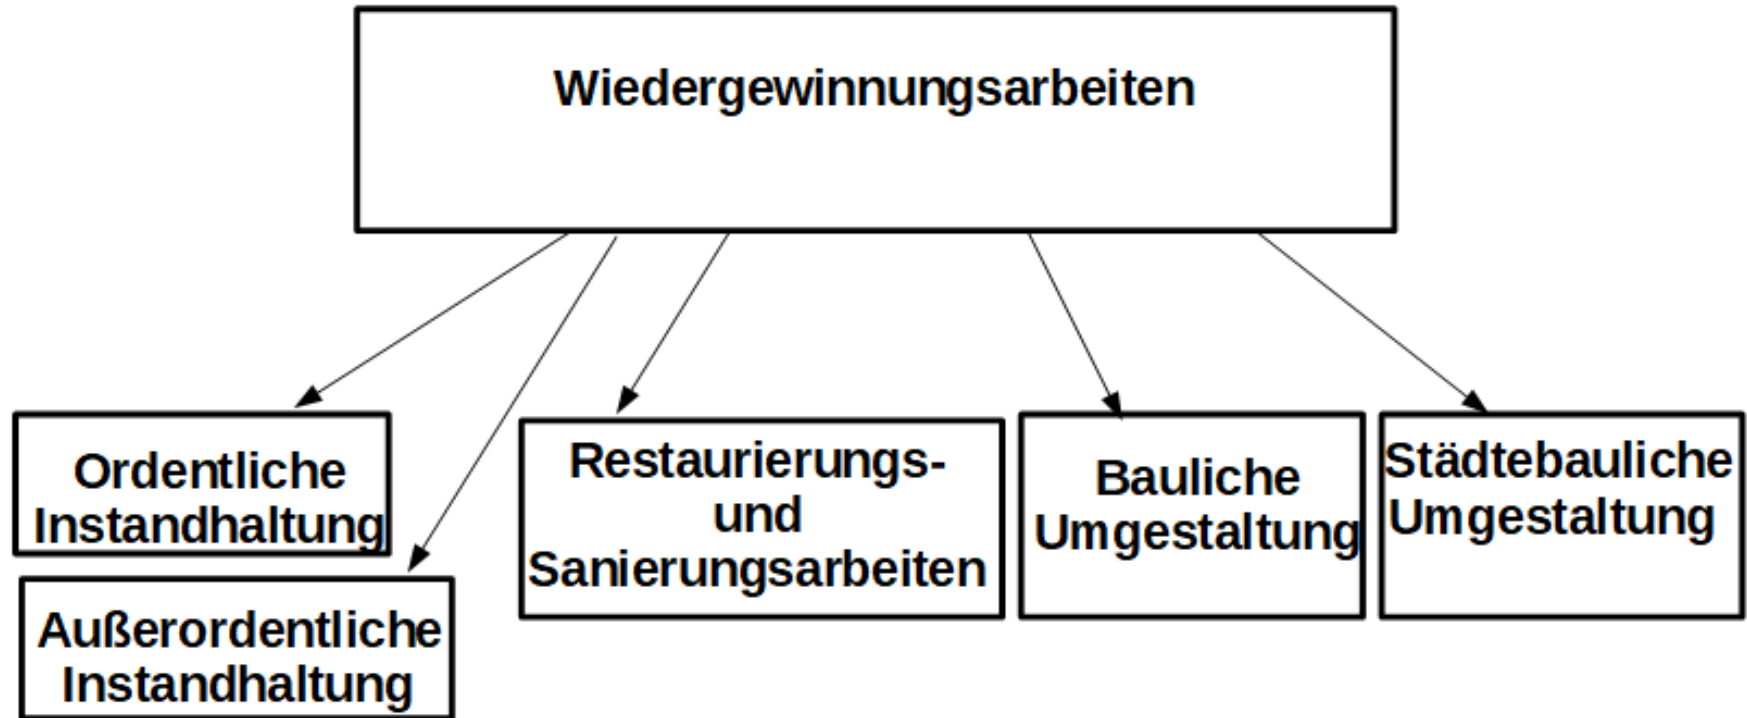 Wiedergewinnungsarbeiten
Ordentliche
Instandhaltung
Außerordentliche
Instandhaltung
Restaurierungs-
und
Sanierungsarbeiten
Bauliche
Umgestaltung
Städtebauliche
Umgestaltung